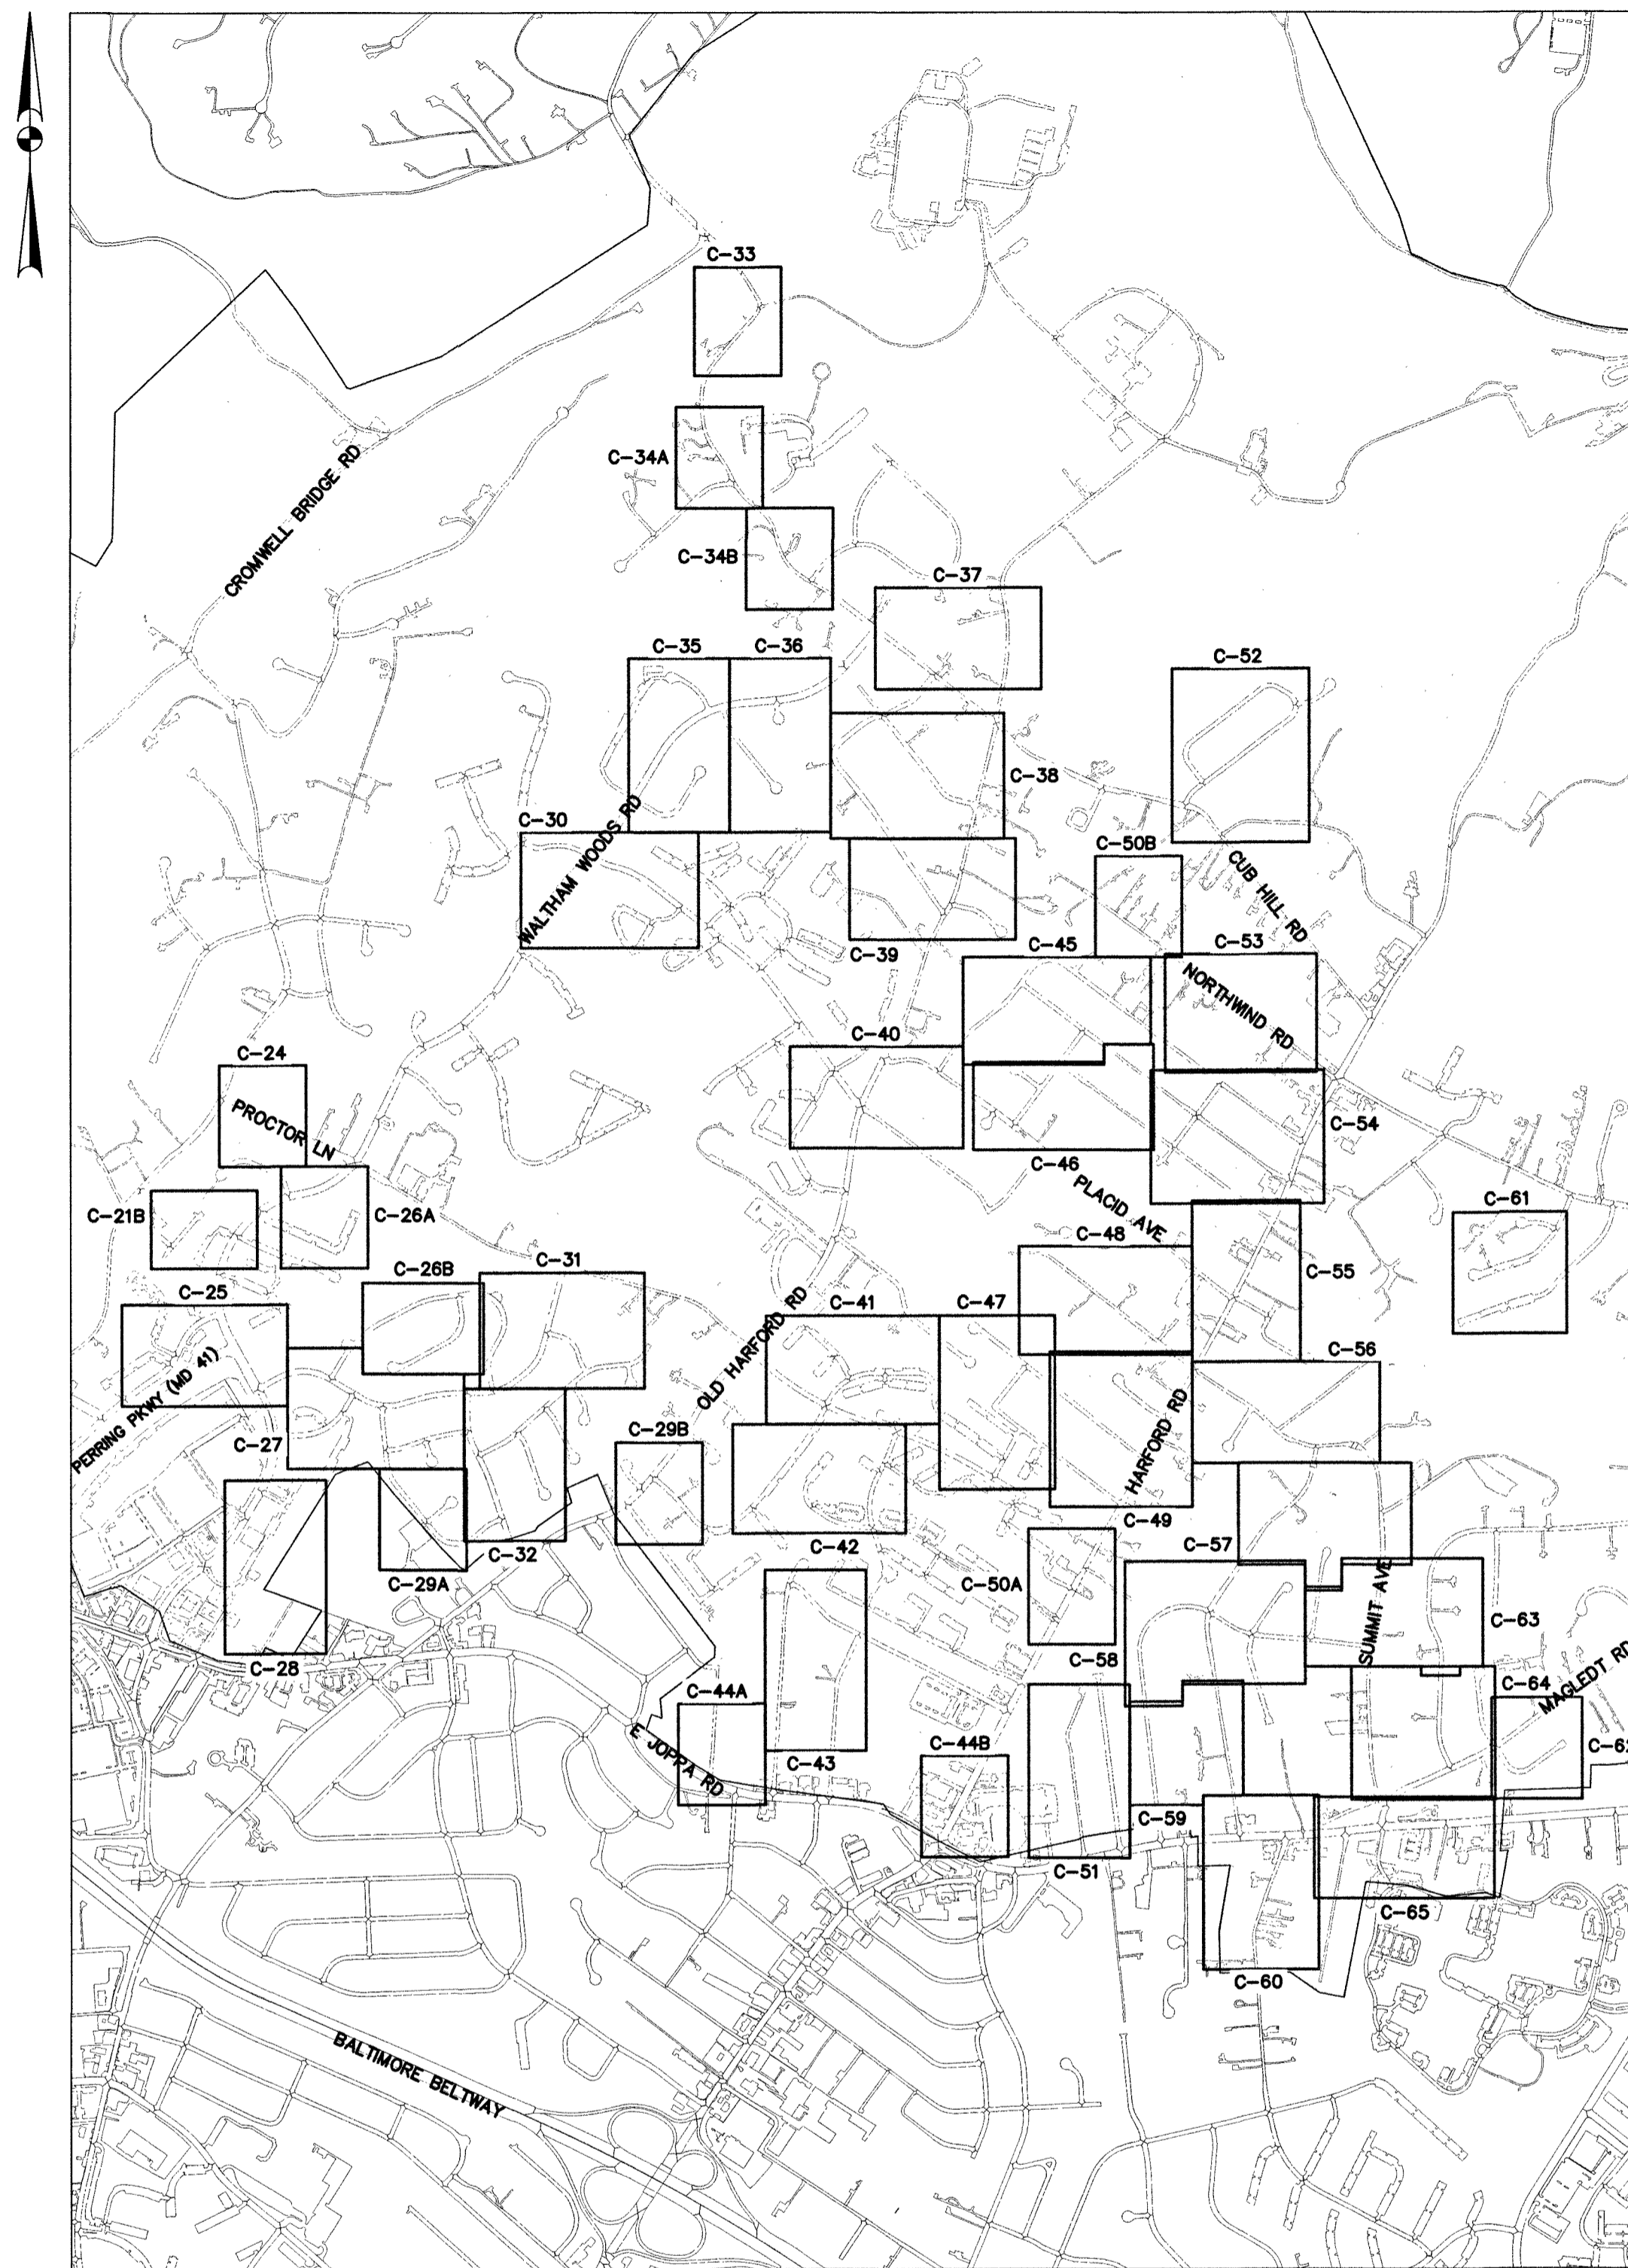 C-33
C-34A
CROMWELL BRIDGE RD
C-34B
C-37
C-35
C-36
C-52
C-38
C-30
WALTHAM WOODS RD
C-50B
CUB HILL RD
C-39
C-45
C-53
NORTHWIND RD
C-40
C-24
PROCTOR LN
C-54
C-46
PLACID AVE
C-21B
C-26A
C-61
C-48
C-26B
C-31
C-55
C-25
OLD HARFORD RD
C-41
C-47
C-56
PERRING PKWY (MD 41)
HARFORD RD
C-29B
C-27
C-49
C-42
C-57
C-32
C-29A
C-50A
SUMMIT AVE
C-63
C-28
C-58
MAGLEDT RD
C-44A
C-64
E JOPPA RD
C-44B
C-62
C-43
C-59
C-51
C-65
C-60
BALTIMORE BELTWAY